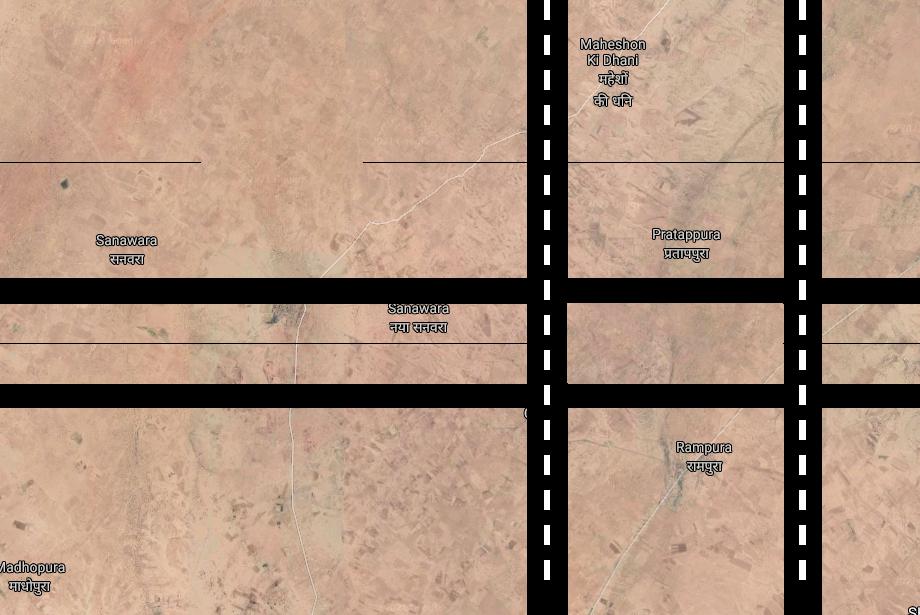 Maheshon
Ki Dhani
महेशों
की धनि
Sanawara
सनवरा
Pratappura
प्रतापपुरा
Sanawara
नया सनवरा
Rampura
रामपुरा
Madhopura
माधोपुरा